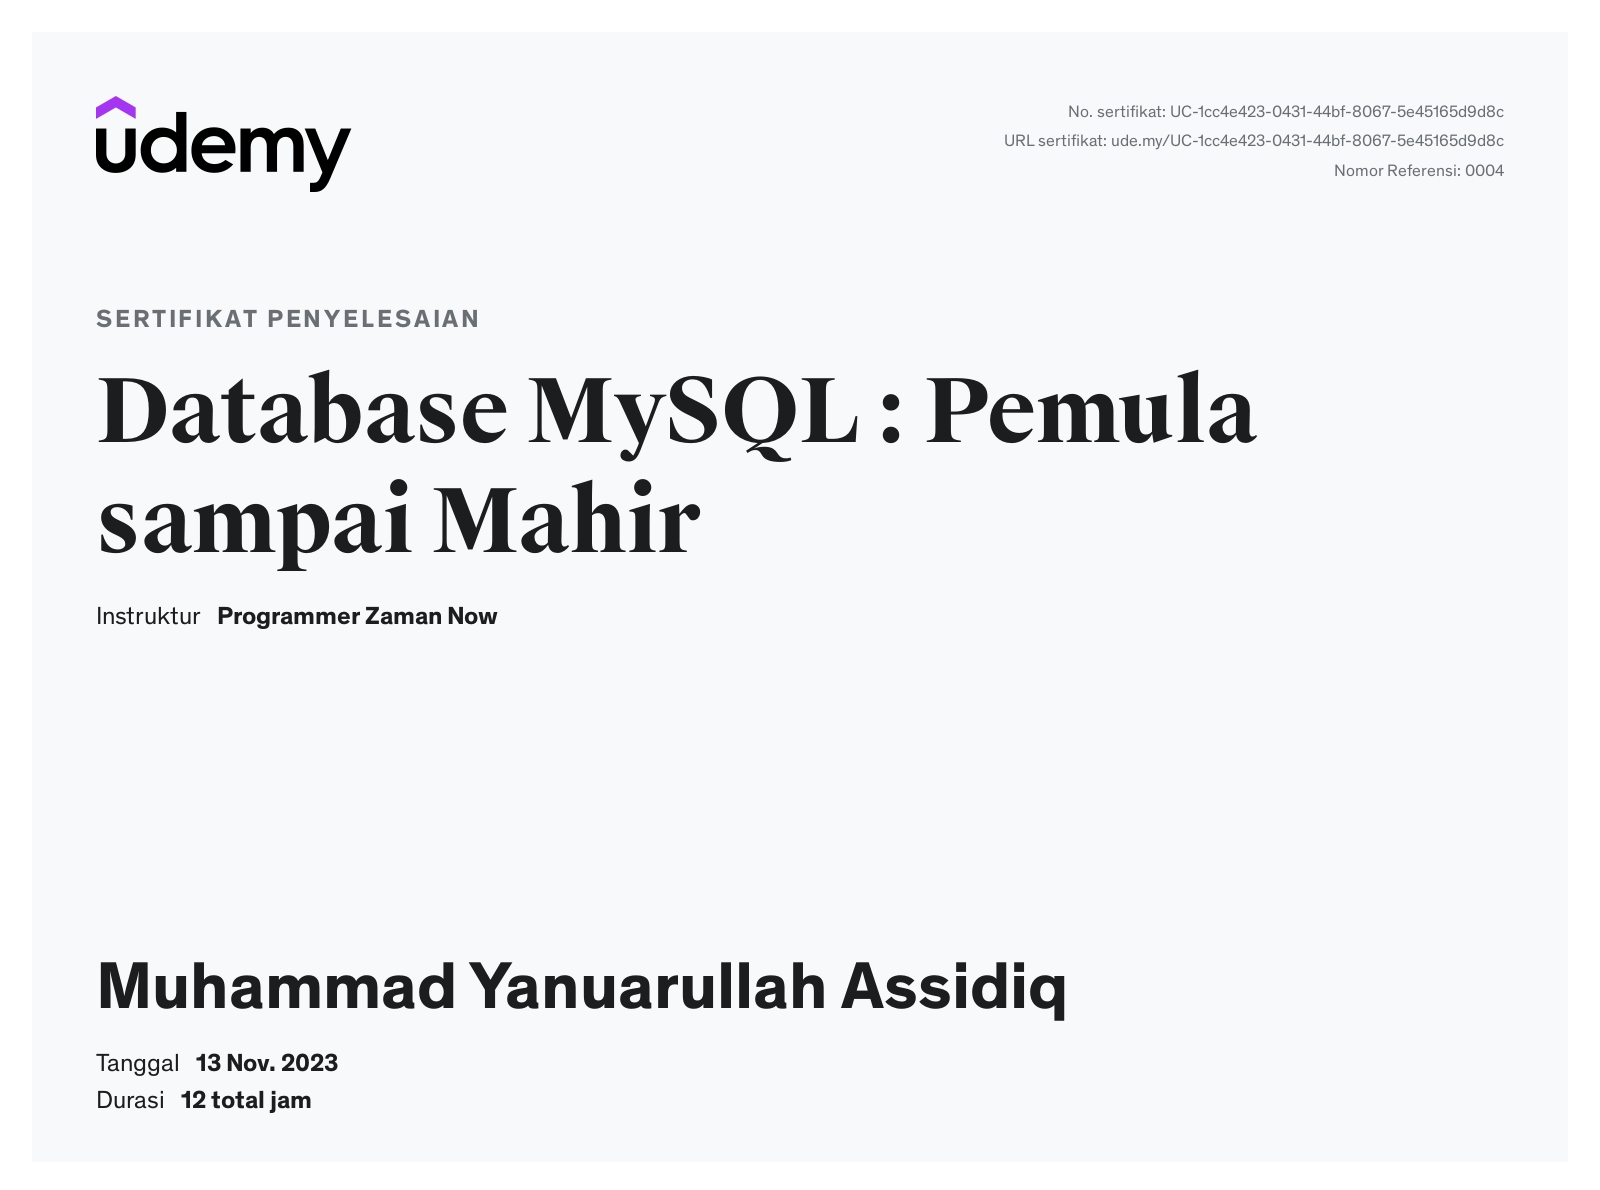 udemy
No. sertifikat: UC-1cc4e423-0431-44bf-8067-5e45165d9d8c
URL sertifikat: ude.my/UC-1cc4e423-0431-44bf-8067-5e45165d9d8c
Nomor Referensi: 0004
SERTIFIKAT PENYELESAIAN
Database MySQL : Pemula
sampai Mahir
Instruktur Programmer Zaman Now
Muhammad Yanuarullah Assidiq
Tanggal 13 Nov. 2023
Durasi 12 total jam